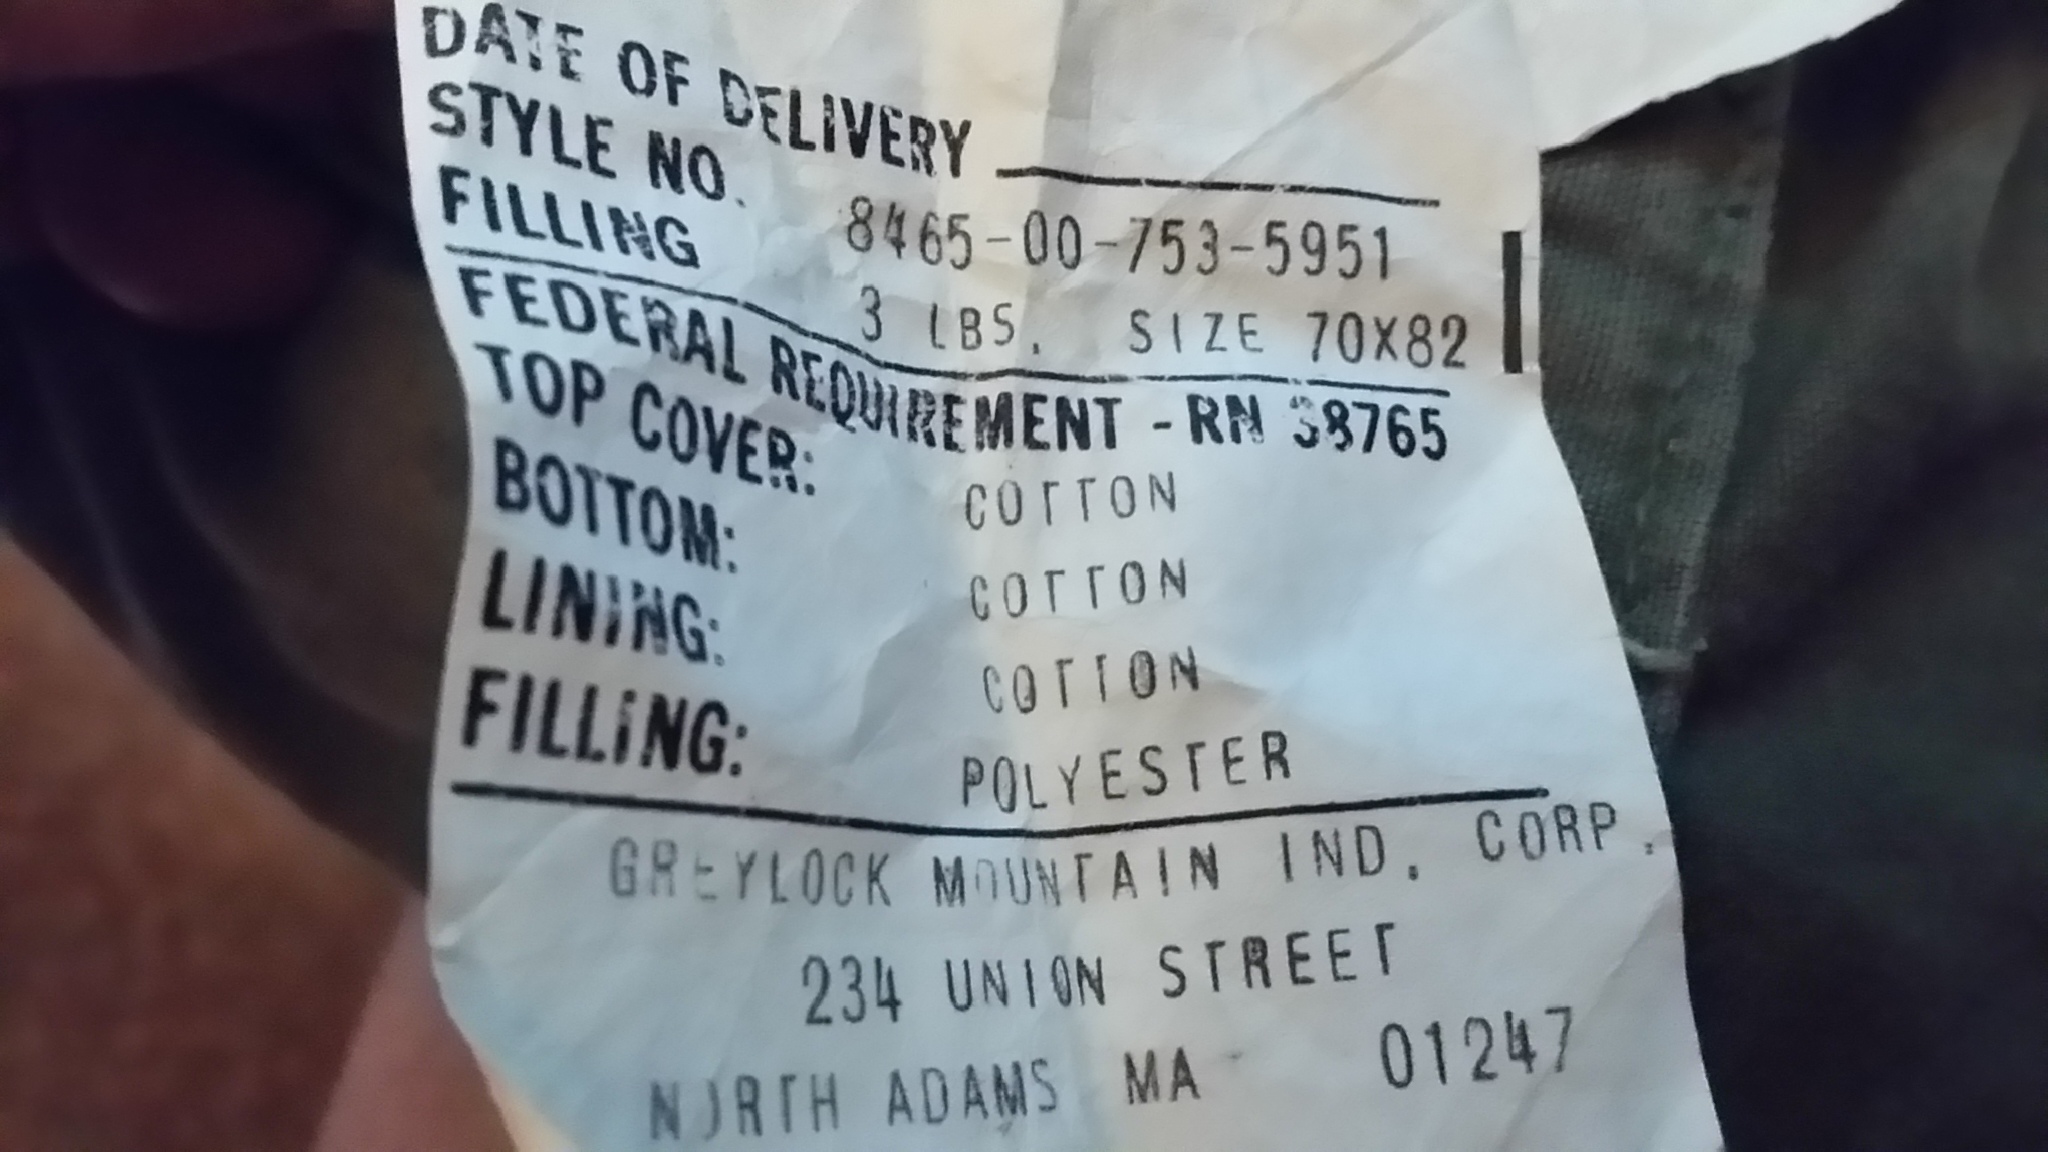 DATE OF DELIVERY
STYLE NO. 8465-00-753-5951
FILLING 3 LBS. SIZE 70X82
FEDERAL REQUIREMENT - RN 38765
TOP COVER: COTTON
BOTTOM: COTTON
LINING: COTTON
FILLING: POLYESTER
GREYLOCK MOUNTAIN IND. CORP.
234 UNION STREET
NORTH ADAMS MA 01247